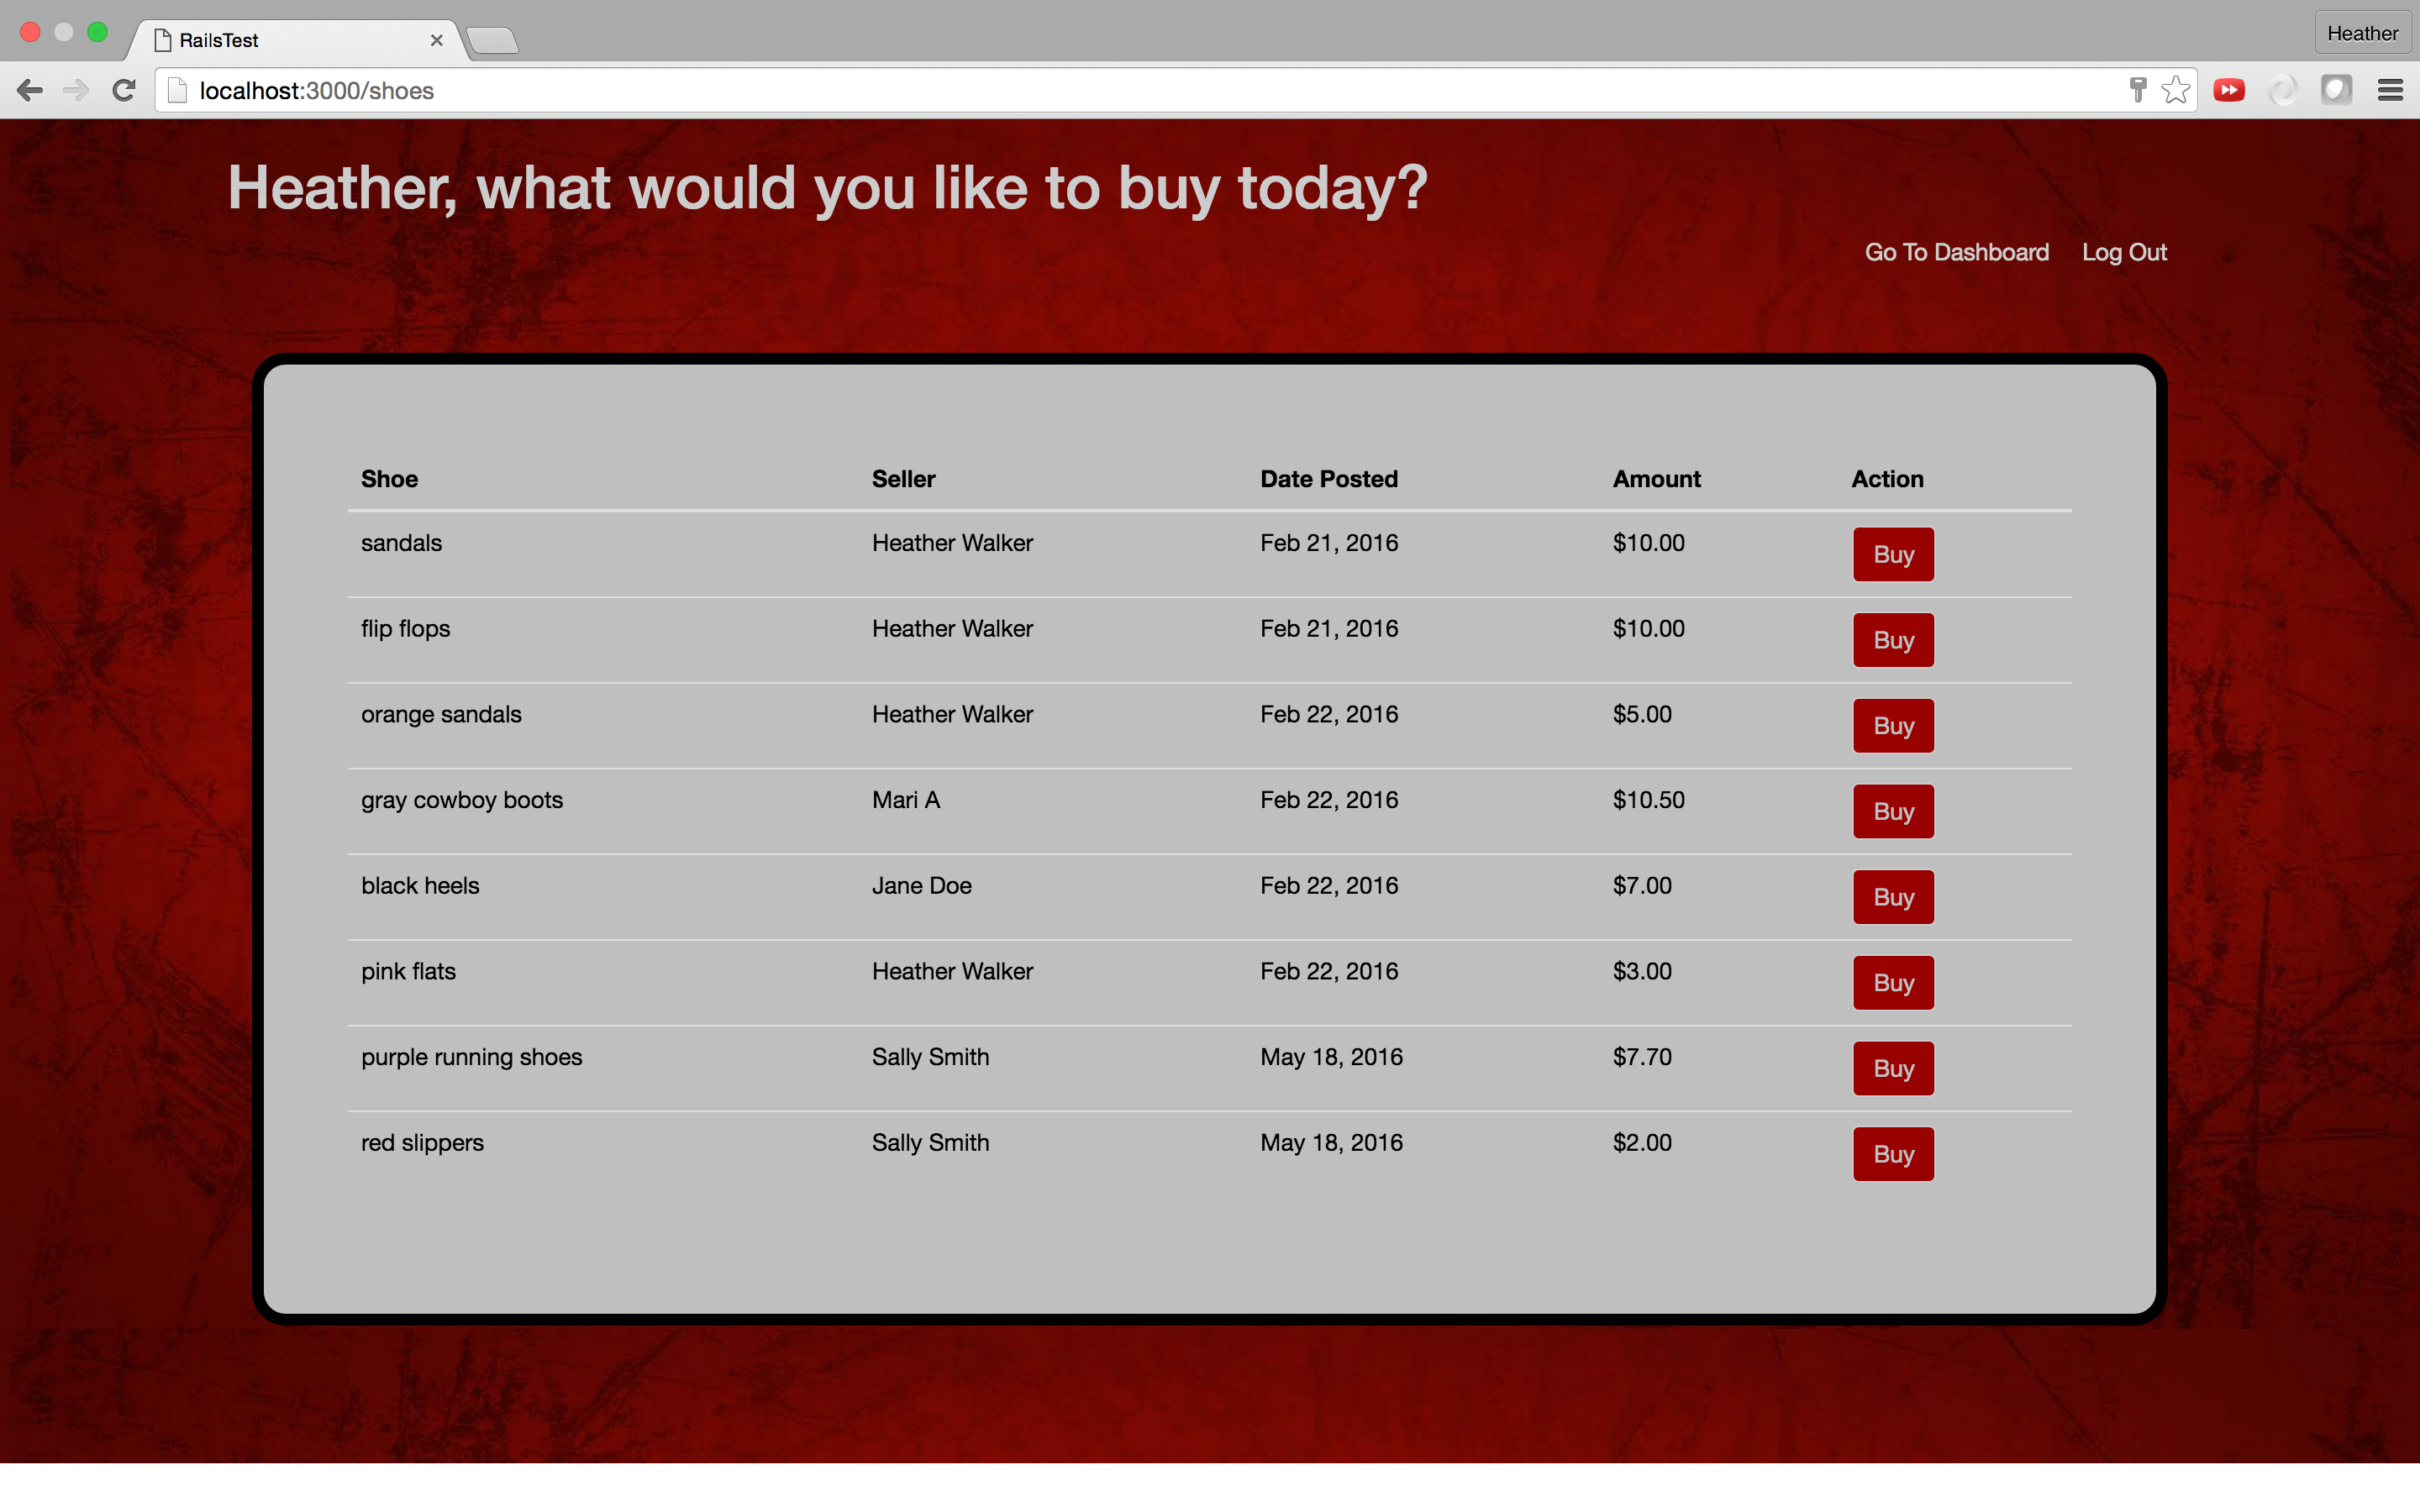 RailsTest
Heather
localhost:3000/shoes
Heather, what would you like to buy today?
Go To Dashboard Log Out
Shoe Seller Date Posted Amount Action
sandals Heather Walker Feb 21, 2016 $10.00 Buy
flip flops Heather Walker Feb 21, 2016 $10.00 Buy
orange sandals Heather Walker Feb 22, 2016 $5.00 Buy
gray cowboy boots Mari A Feb 22, 2016 $10.50 Buy
black heels Jane Doe Feb 22, 2016 $7.00 Buy
pink flats Heather Walker Feb 22, 2016 $3.00 Buy
purple running shoes Sally Smith May 18, 2016 $7.70 Buy
red slippers Sally Smith May 18, 2016 $2.00 Buy